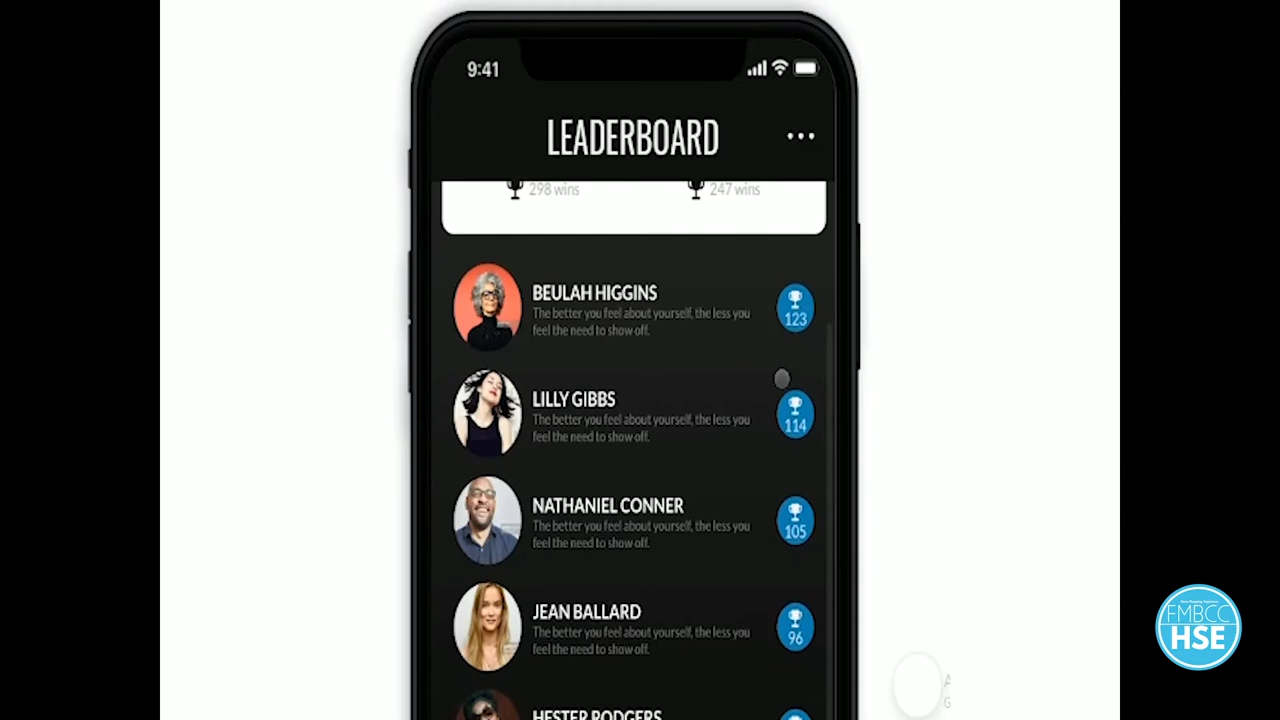 9:41
LEADERBOARD
298 wins
247 wins
BEULAH HIGGINS
The better you feel about yourself, the less you
feel the need to show off.
123
LILLY GIBBS
The better you feel about yourself, the less you
feel the need to show off.
114
NATHANIEL CONNER
The better you feel about yourself, the less you
feel the need to show off.
105
JEAN BALLARD
The better you feel about yourself, the less you
feel the need to show off.
96
HESTER RODGERS
FMBCC
HSE